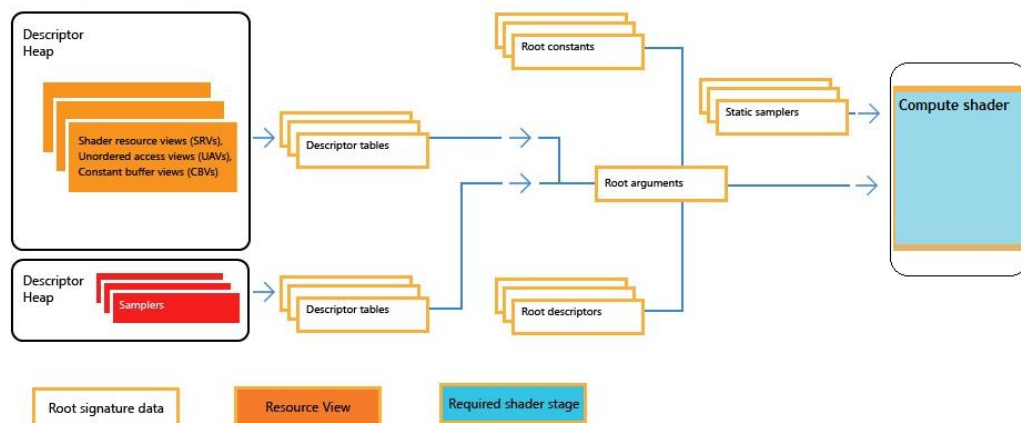 Descriptor
Heap
Shader resource views (SRVs),
Unordered access views (UAVs),
Constant buffer views (CBVs)
Descriptor tables
Root constants
Static samplers
Compute shader
Root arguments
Descriptor
Heap
Samplers
Descriptor tables
Root descriptors
Root signature data
Resource View
Required shader stage